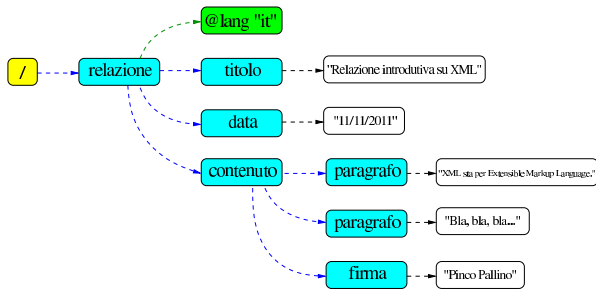 @lang "it"
/
relazione
titolo
"Relazione introdutiva su XML"
data
"11/11/2011"
contenuto
paragrafo
"XML sta per Extensible Markup Language."
paragrafo
"Bla, bla, bla..."
firma
"Pinco Pallino"